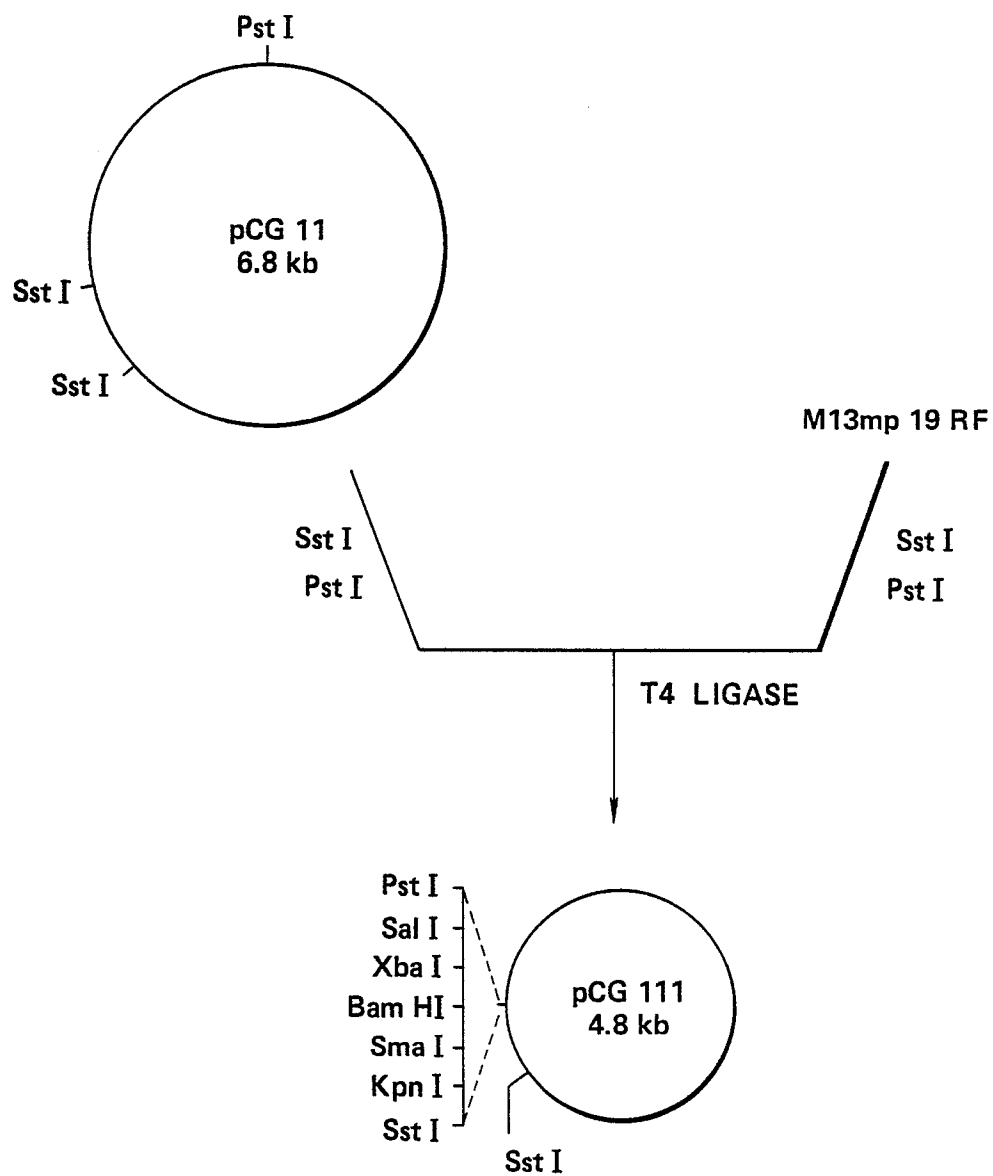 Pst I
pCG 11
6.8 kb
Sst I
Sst I
M13mp 19 RF
Sst I
Pst I
Sst I
Pst I
T4 LIGASE
Pst I
Sal I
Xba I
Bam HI
Sma I
Kpn I
Sst I
pCG 111
4.8 kb
Sst I